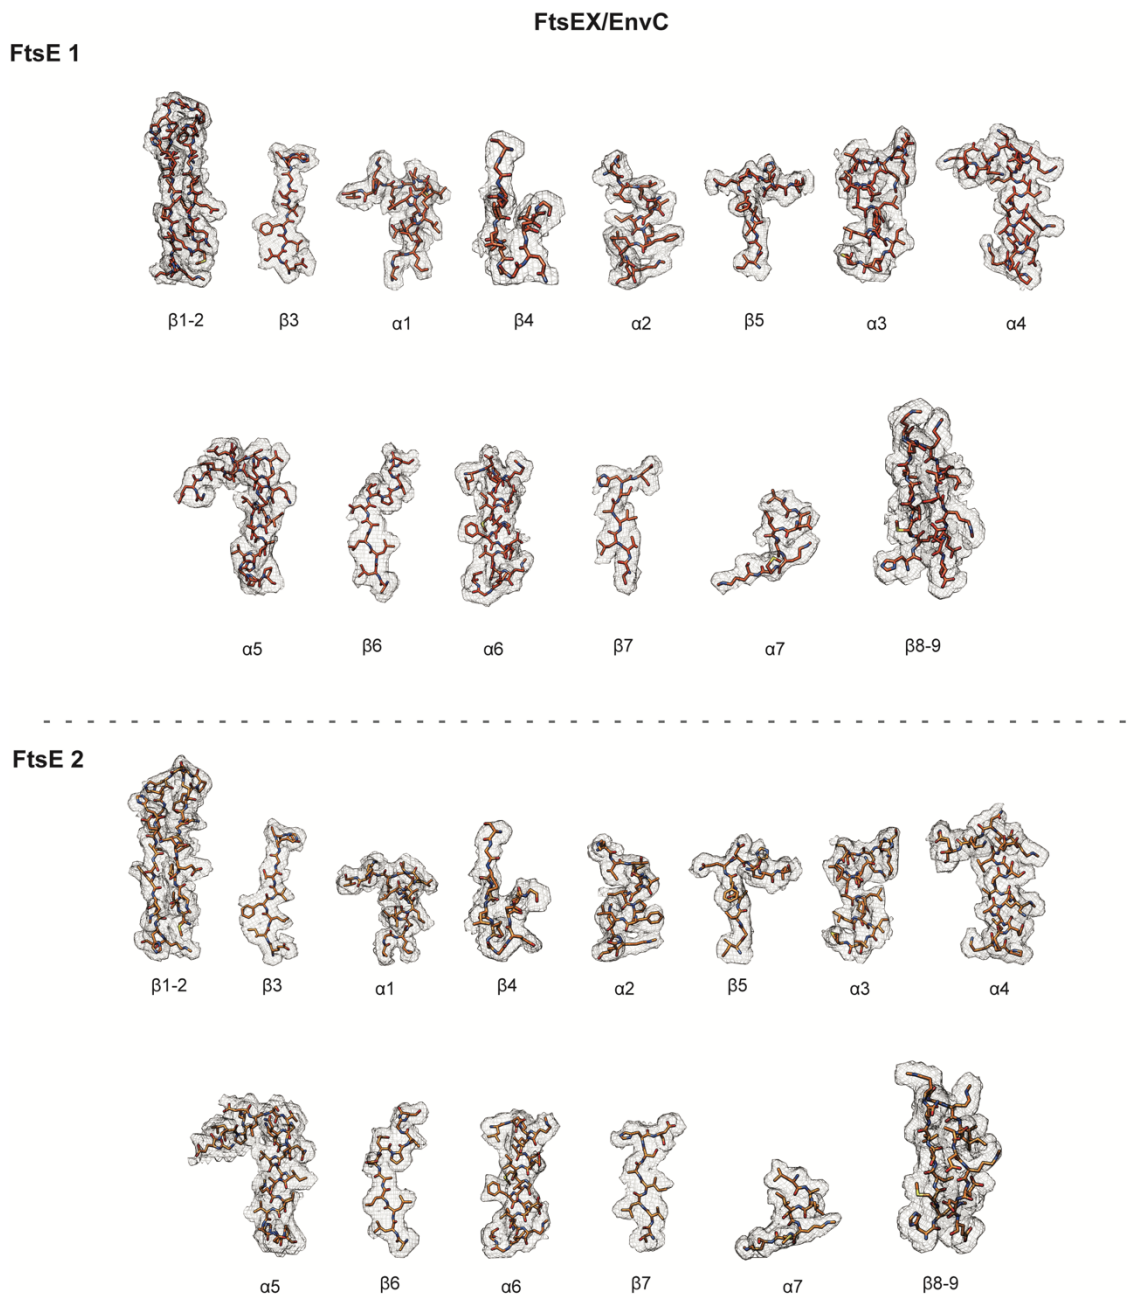 FtsEX/EnvC
FtsE 1
β1-2 β3 α1 β4 α2 β5 α3 α4
α5 β6 α6 β7 α7 β8-9
FtsE 2
β1-2 β3 α1 β4 α2 β5 α3 α4
α5 β6 α6 β7 α7 β8-9